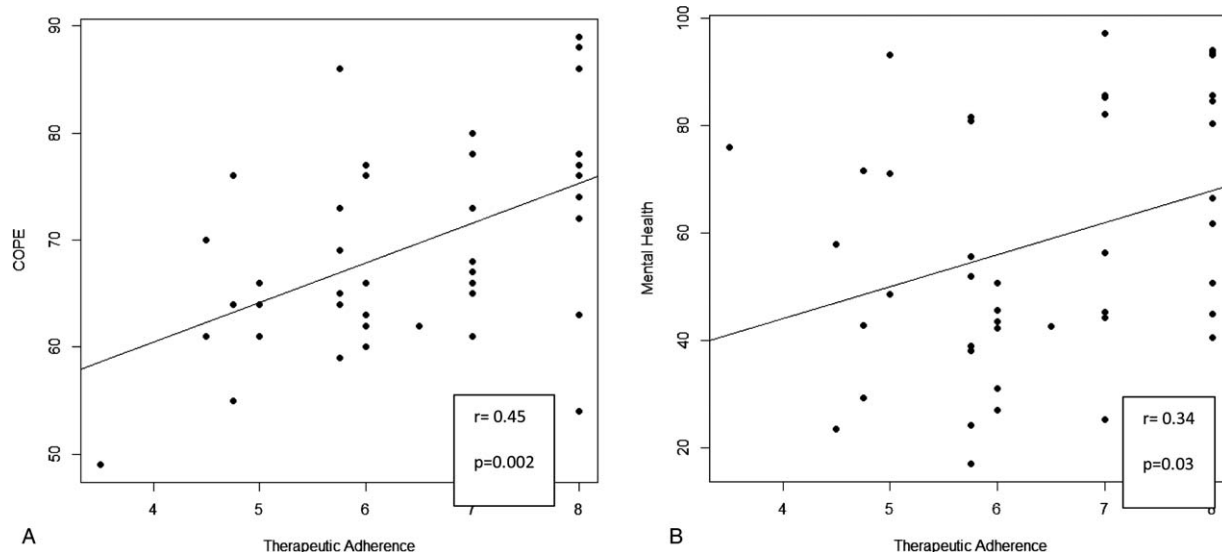 90
80
70
60
50
COPE
r= 0.45
p=0.002
4 5 6 7 8
A
Therapeutic Adherence
100
80
60
40
20
Mental Health
r= 0.34
p=0.03
4 5 6 7 8
B
Therapeutic Adherence